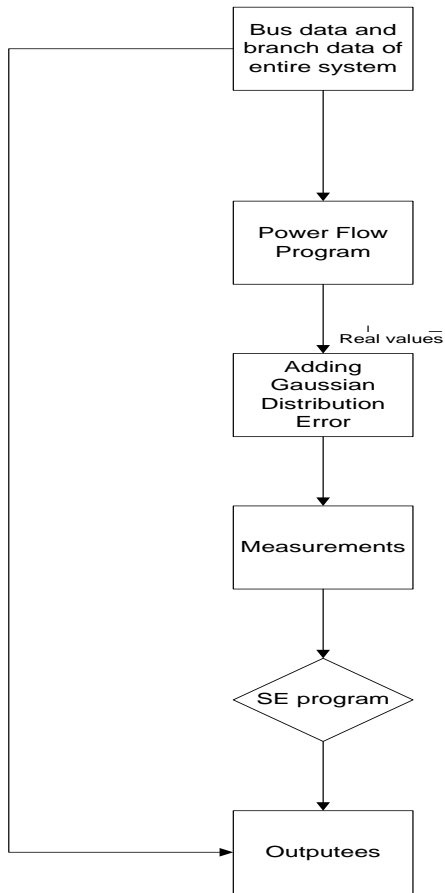 Bus data and
branch data of
entire system
Power Flow
Program
Real values
Adding
Gaussian
Distribution
Error
Measurements
SE program
Outputees